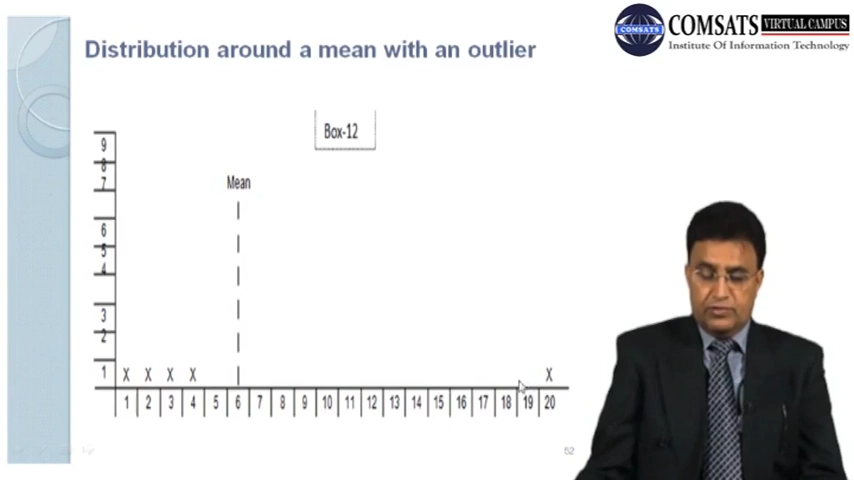 COMSATS VIRTUAL CAMPUS
COMSATS
Institute Of Information Technology
Distribution around a mean with an outlier
Box-12
9
8
7
Mean
6
5
4
3
2
1 X X X X X
1 2 3 4 5 6 7 8 9 10 11 12 13 14 15 16 17 18 19 20
52